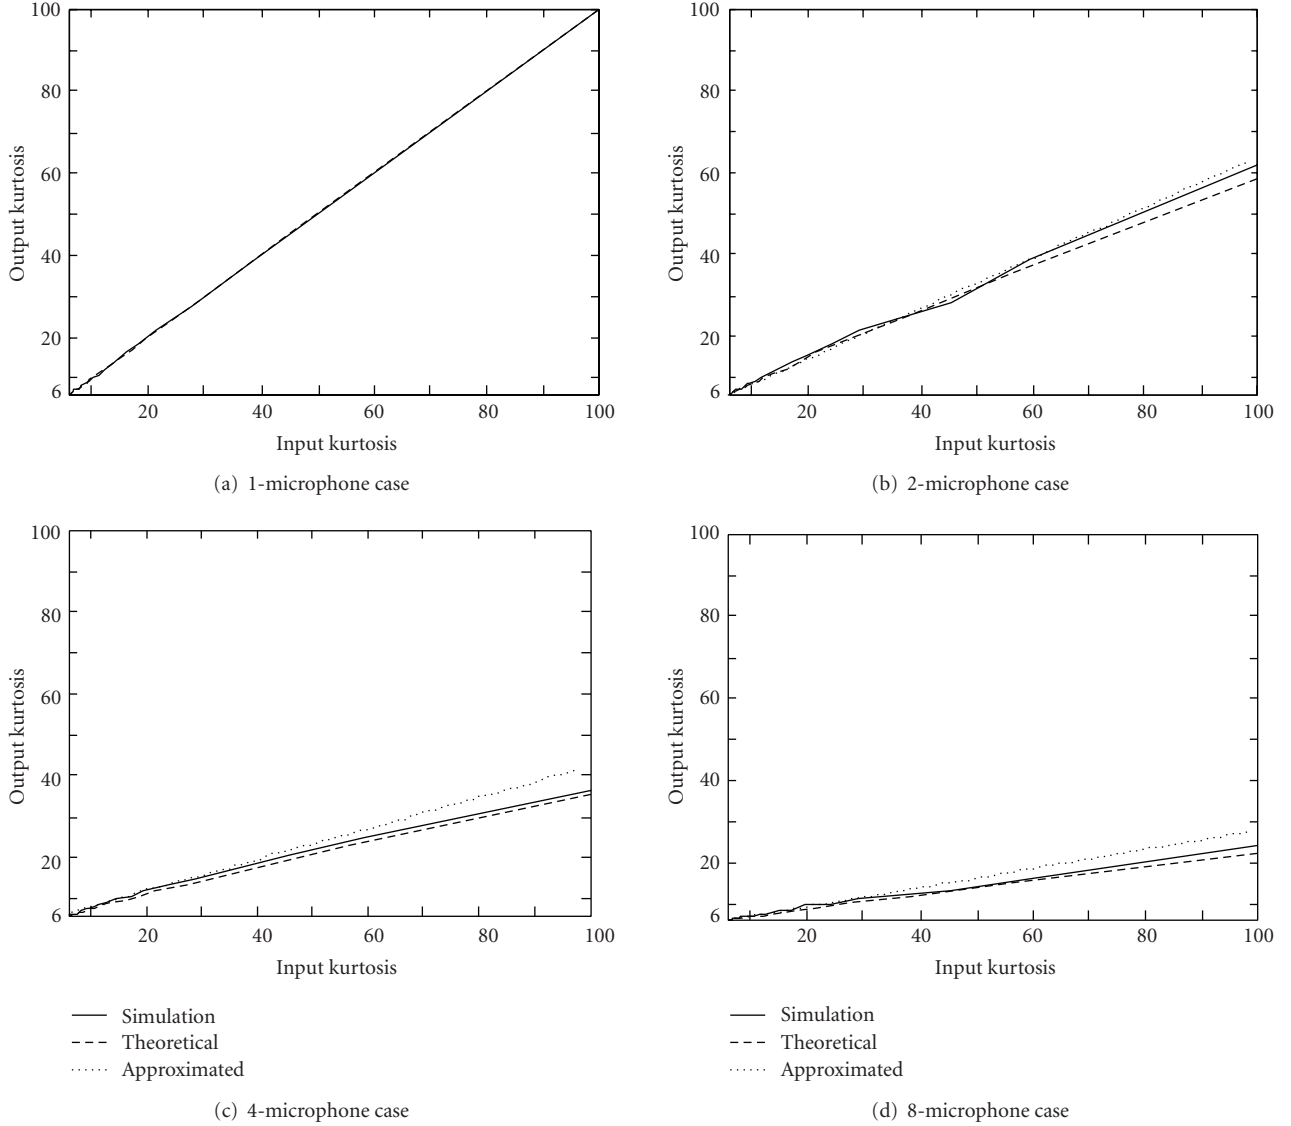 100
80
60
40
20
6
Output kurtosis
20 40 60 80 100
Input kurtosis
(a) 1-microphone case
100
80
60
40
20
6
Output kurtosis
20 40 60 80 100
Input kurtosis
(b) 2-microphone case
100
80
60
40
20
6
Output kurtosis
20 40 60 80 100
Input kurtosis
Simulation
Theoretical
Approximated
(c) 4-microphone case
100
80
60
40
20
6
Output kurtosis
20 40 60 80 100
Input kurtosis
Simulation
Theoretical
Approximated
(d) 8-microphone case